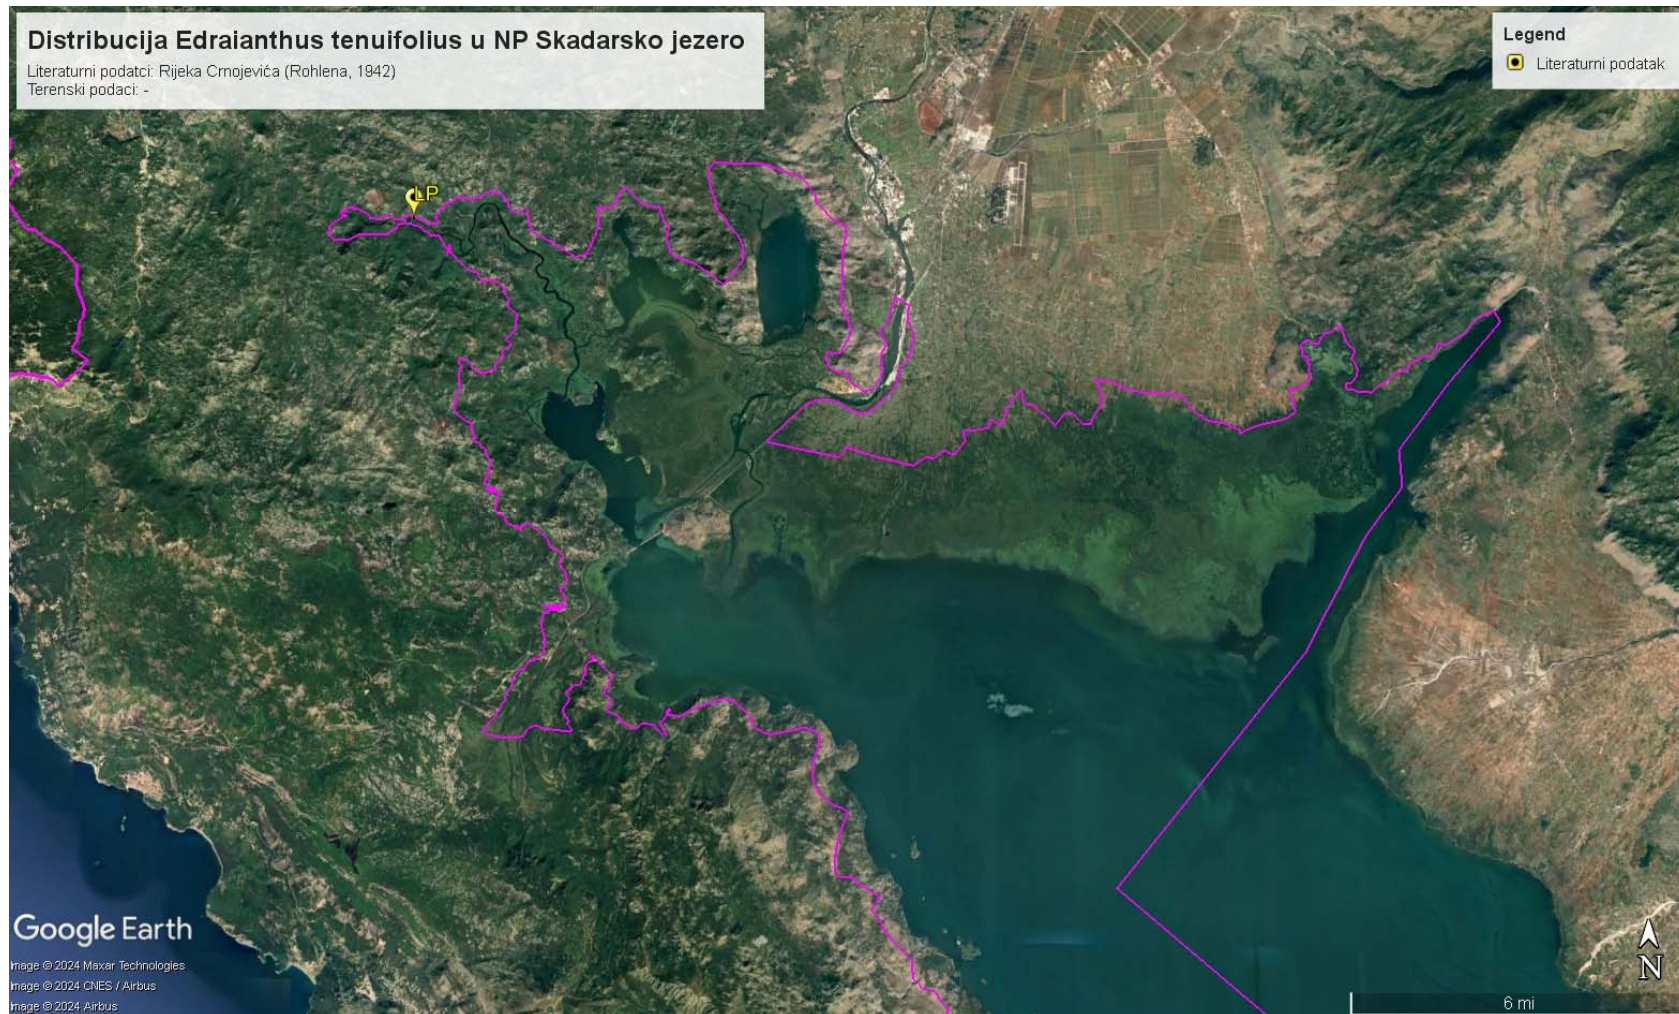 Distribucija Edraianthus tenuifolius u NP Skadarsko jezero
Literaturni podatci: Rijeka Crnojevića (Rohlena, 1942)
Terenski podaci: -
Legend
Literaturni podatak
LP
Google Earth
Image © 2024 Maxar Technologies
Image © 2024 CNES / Airbus
Image © 2024 Airbus
N
6 mi